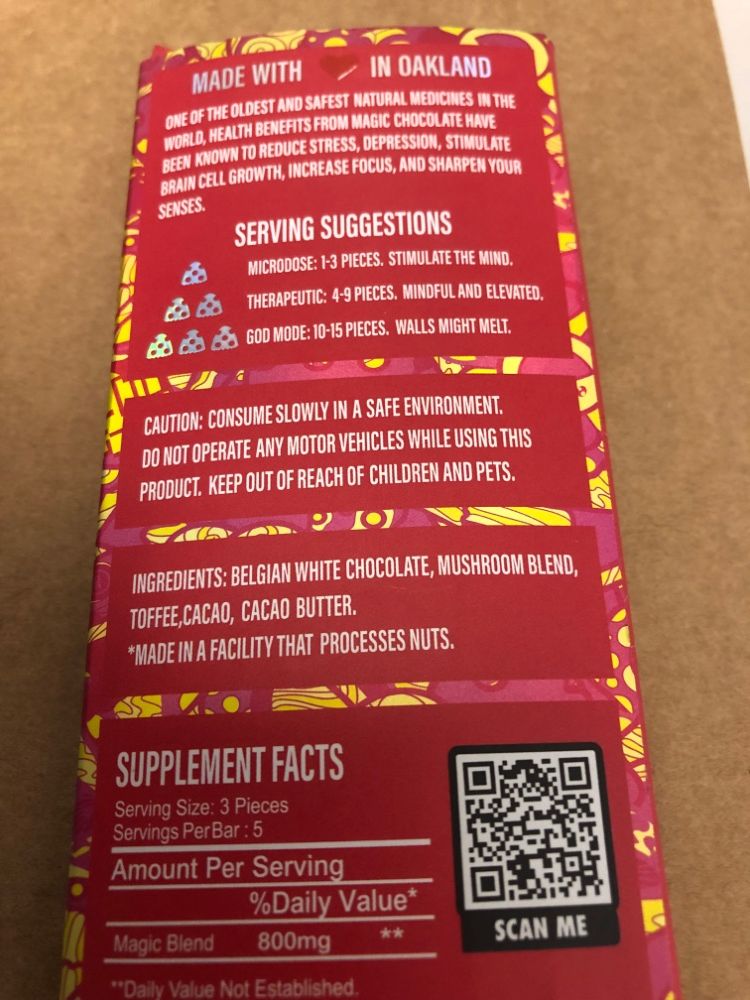 MADE WITH ❤ IN OAKLAND
ONE OF THE OLDEST AND SAFEST NATURAL MEDICINES IN THE
WORLD, HEALTH BENEFITS FROM MAGIC CHOCOLATE HAVE
BEEN KNOWN TO REDUCE STRESS, DEPRESSION, STIMULATE
BRAIN CELL GROWTH, INCREASE FOCUS, AND SHARPEN YOUR
SENSES.
SERVING SUGGESTIONS
MICRODOSE: 1-3 PIECES. STIMULATE THE MIND.
THERAPEUTIC: 4-9 PIECES. MINDFUL AND ELEVATED.
GOD MODE: 10-15 PIECES. WALLS MIGHT MELT.
CAUTION: CONSUME SLOWLY IN A SAFE ENVIRONMENT.
DO NOT OPERATE ANY MOTOR VEHICLES WHILE USING THIS
PRODUCT. KEEP OUT OF REACH OF CHILDREN AND PETS.
INGREDIENTS: BELGIAN WHITE CHOCOLATE, MUSHROOM BLEND,
TOFFEE,CACAO, CACAO BUTTER.
*MADE IN A FACILITY THAT PROCESSES NUTS.
SUPPLEMENT FACTS
Serving Size: 3 Pieces
Servings PerBar : 5
Amount Per Serving
%Daily Value*
Magic Blend 800mg **
**Daily Value Not Established.
SCAN ME